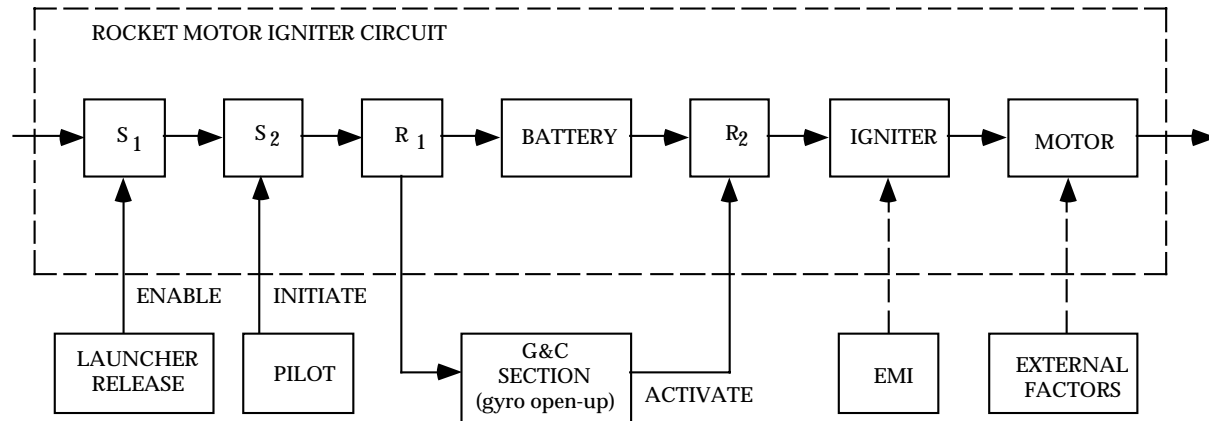 ROCKET MOTOR IGNITER CIRCUIT
S1
S2
R1
BATTERY
R2
IGNITER
MOTOR
ENABLE
INITIATE
LAUNCHER
RELEASE
PILOT
G&C
SECTION
(gyro open-up)
ACTIVATE
EMI
EXTERNAL
FACTORS